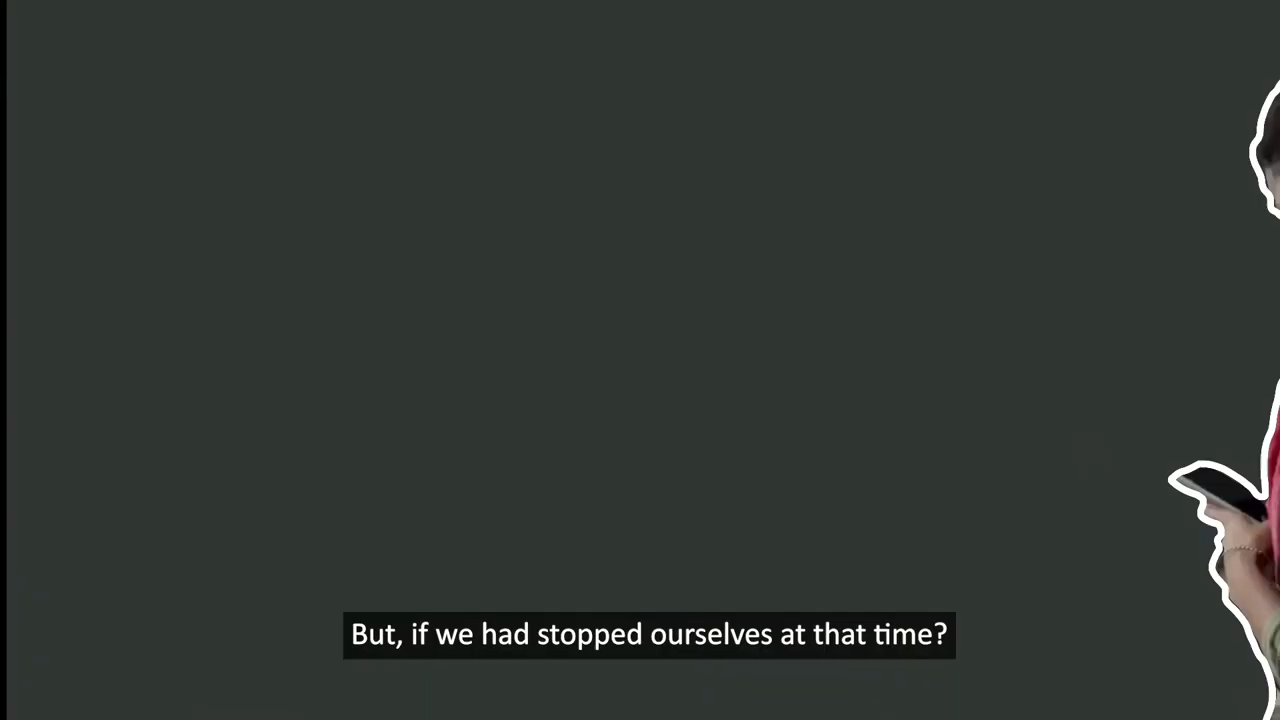 But, if we had stopped ourselves at that time?